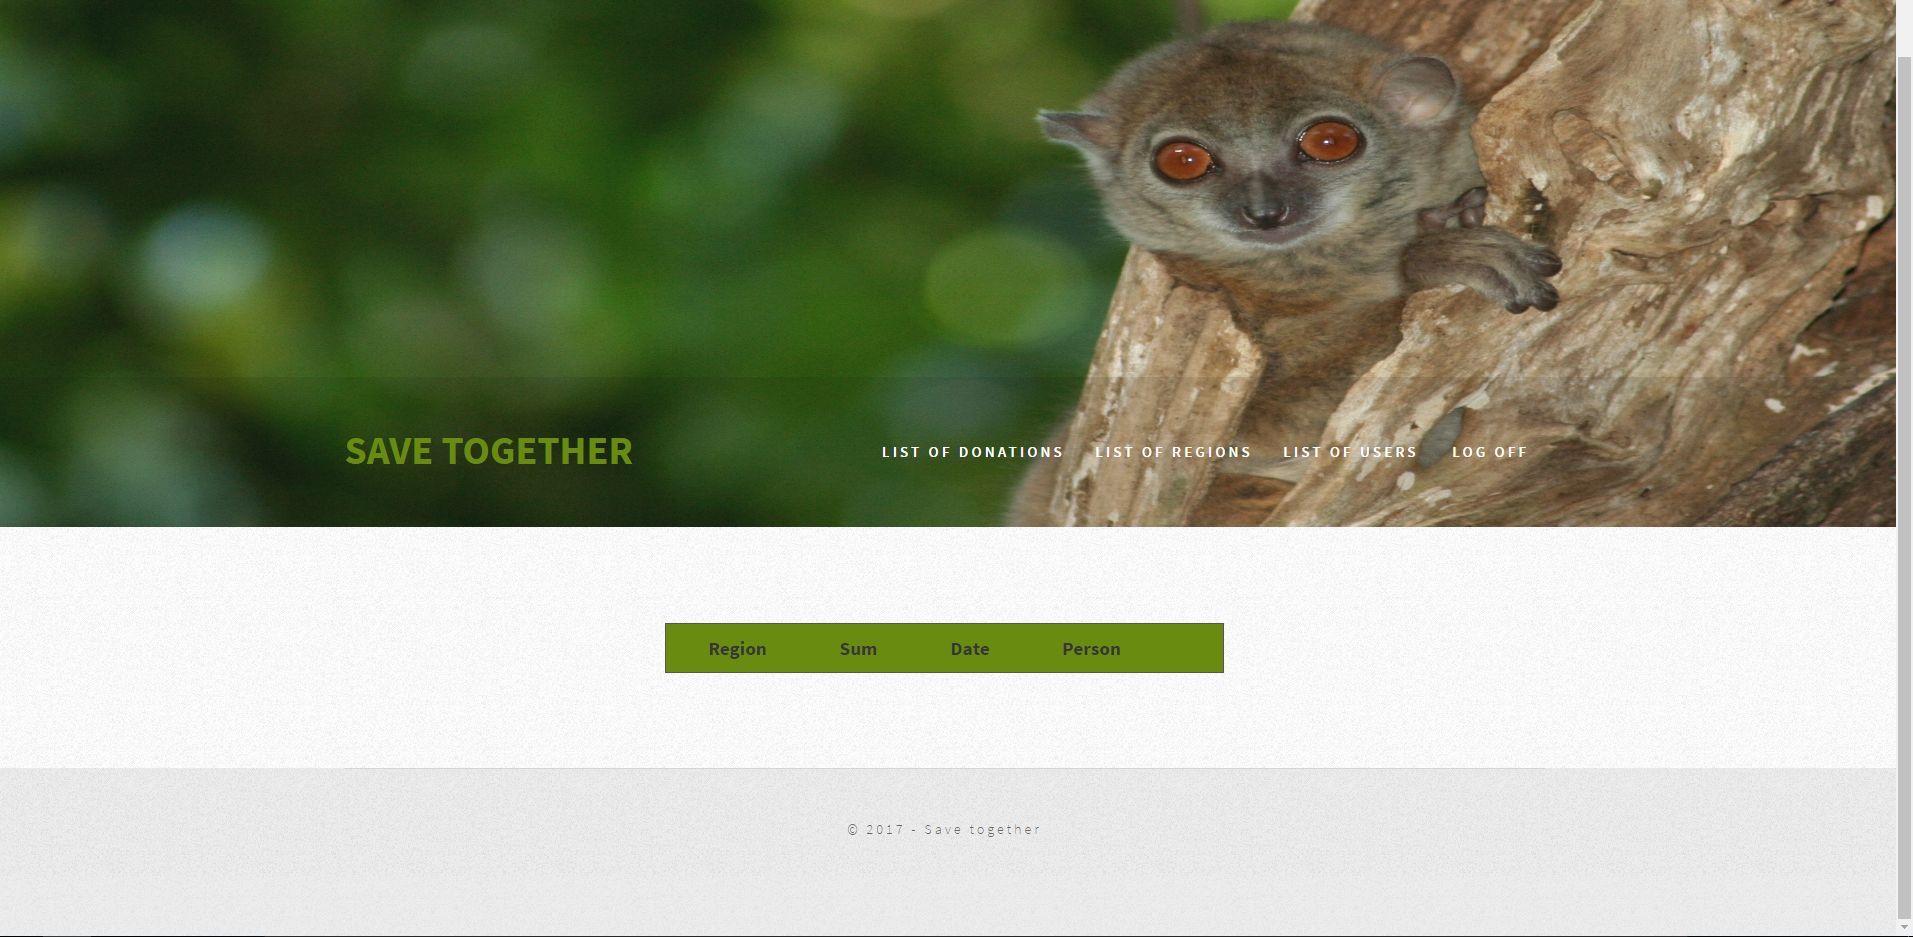 SAVE TOGETHER
LIST OF DONATIONS LIST OF REGIONS LIST OF USERS LOG OFF
Region Sum Date Person
© 2017 - Save together